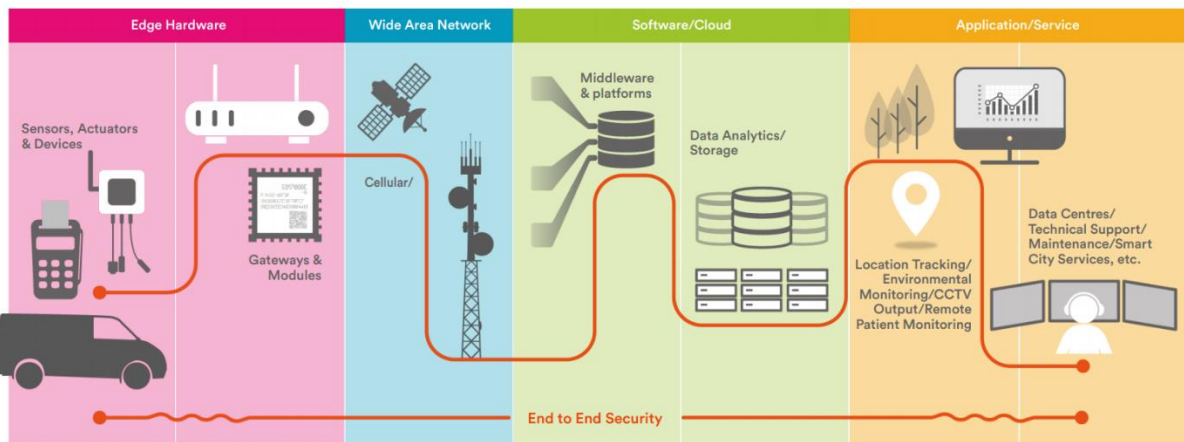 Edge Hardware
Wide Area Network
Software/Cloud
Application/Service
Sensors, Actuators
& Devices
Gateways &
Modules
Cellular/
Middleware
& platforms
Data Analytics/
Storage
Location Tracking/
Environmental
Monitoring/CCTV
Output/Remote
Patient Monitoring
Data Centres/
Technical Support/
Maintenance/Smart
City Services, etc.
End to End Security